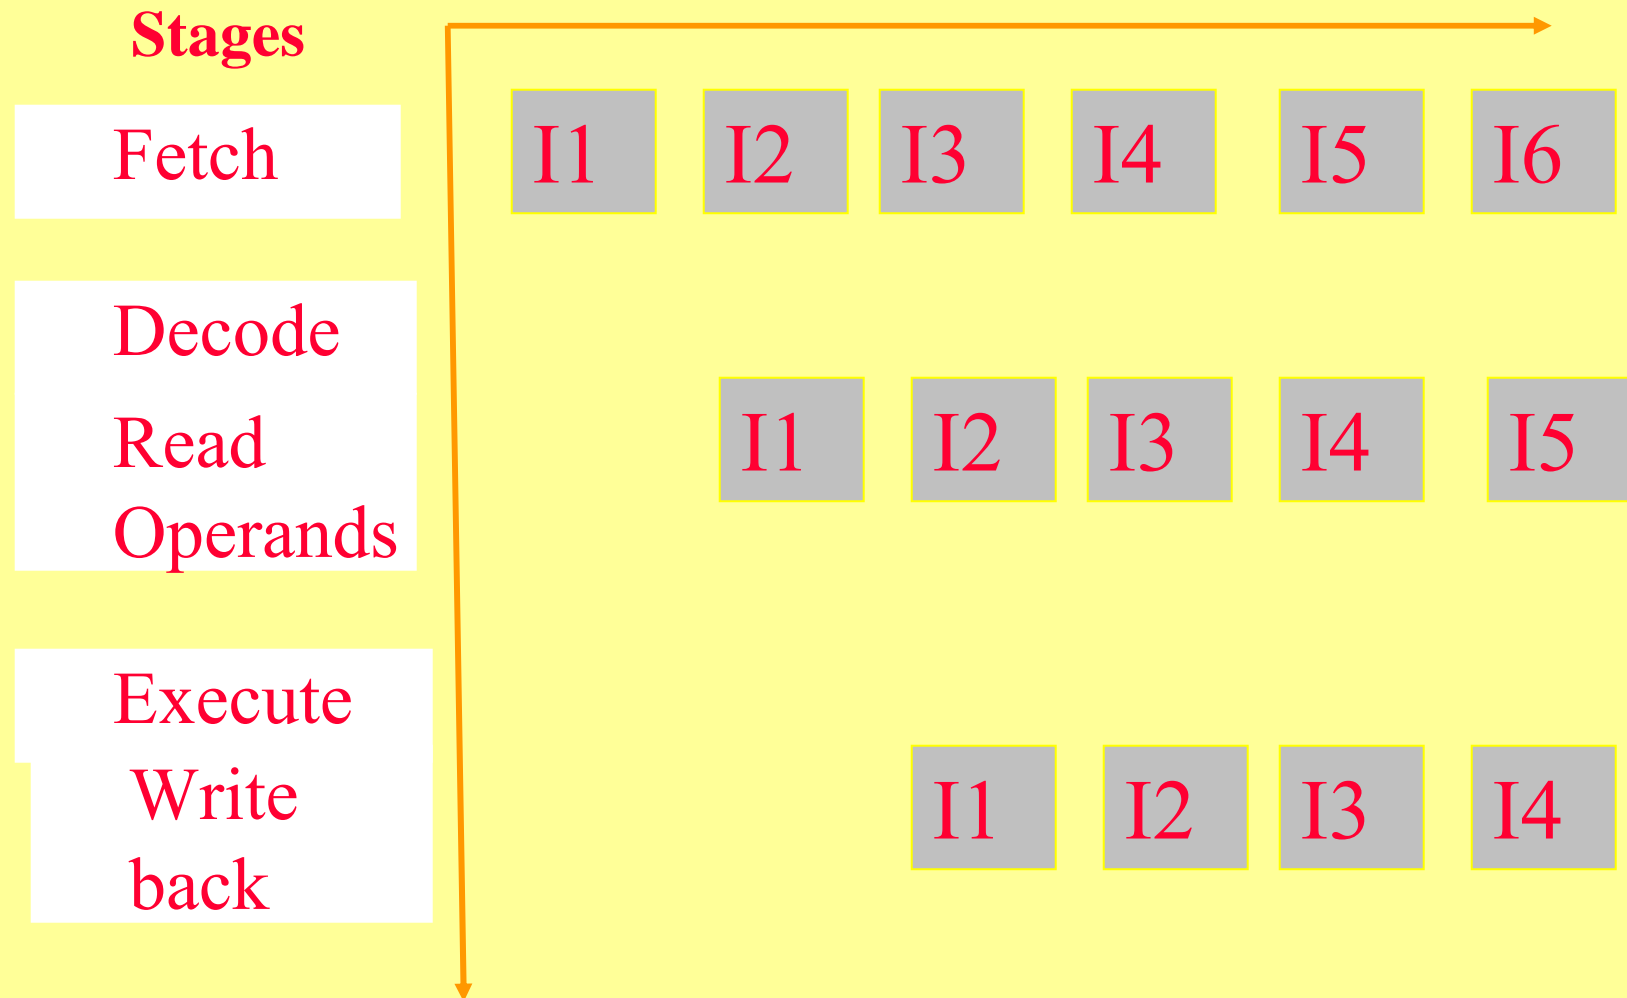 Stages
Fetch I1 I2 I3 I4 I5 I6
Decode
Read I1 I2 I3 I4 I5
Operands
Execute
Write I1 I2 I3 I4
back